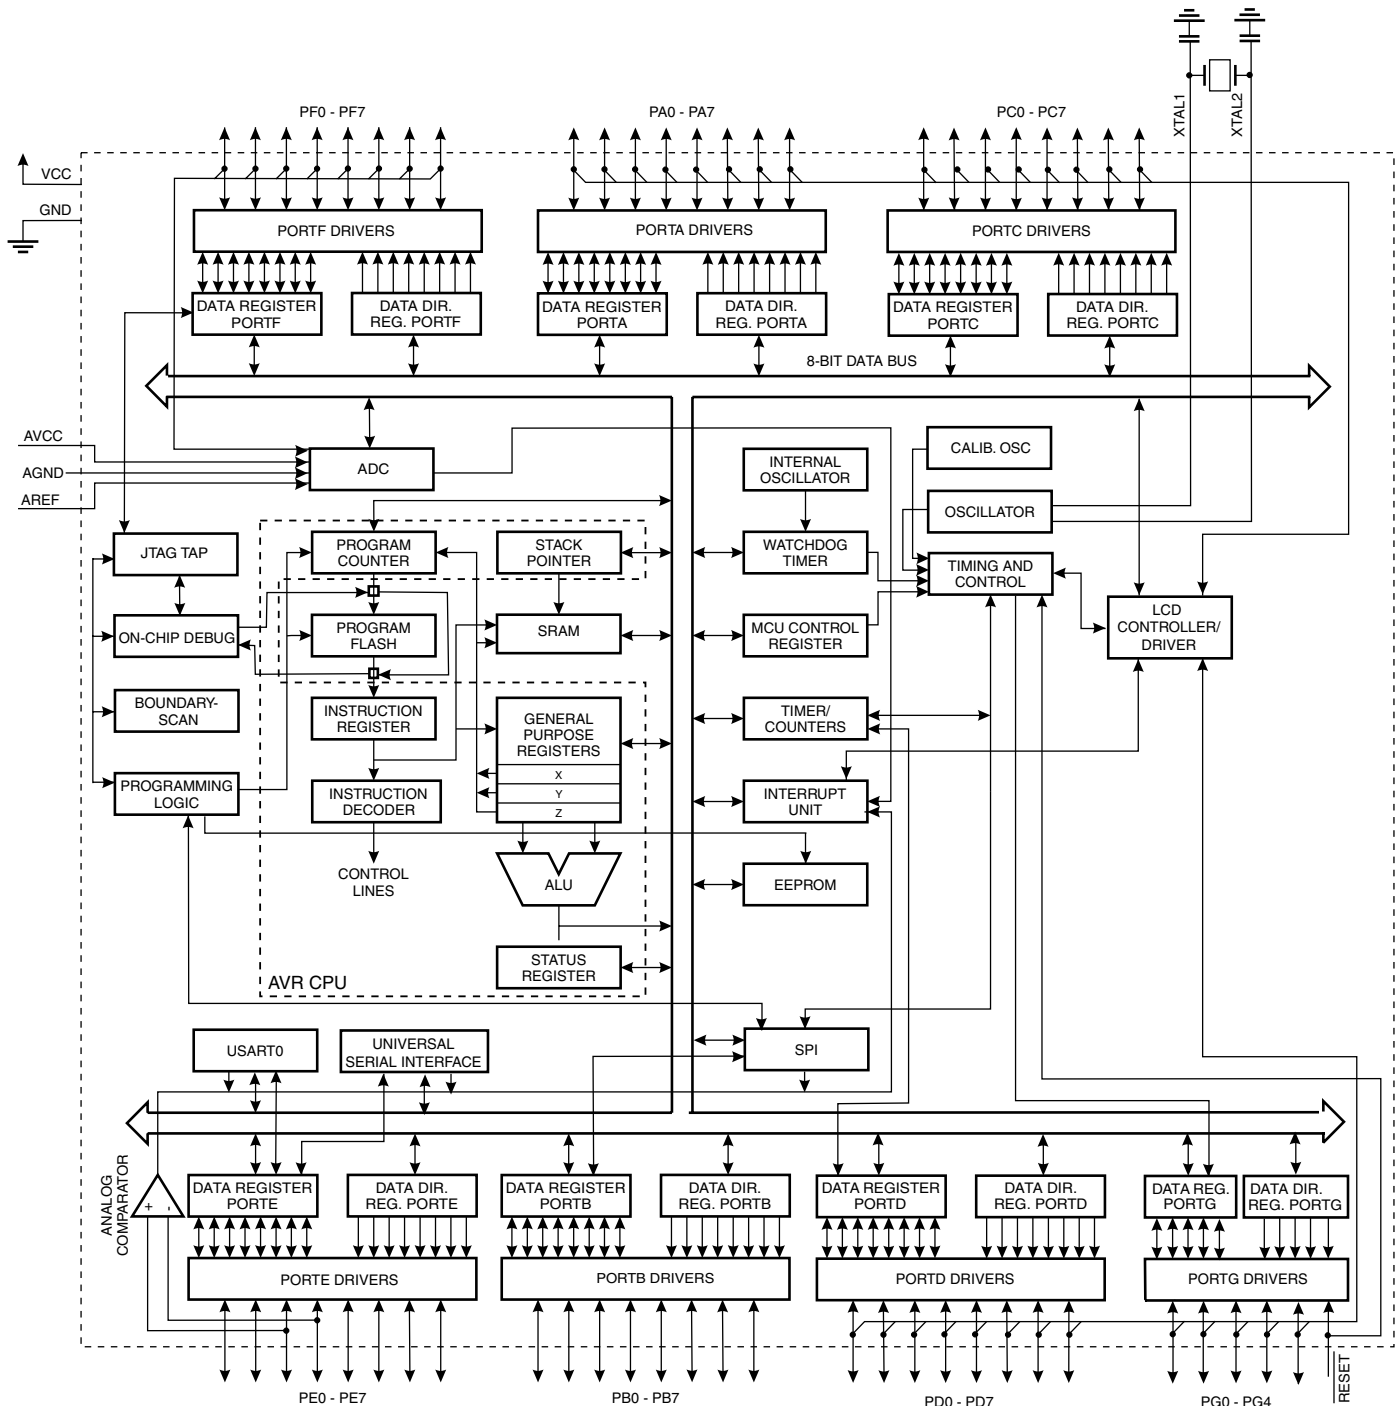 XTAL1
XTAL2
PF0 - PF7
PA0 - PA7
PC0 - PC7
VCC
GND
PORTF DRIVERS
PORTA DRIVERS
PORTC DRIVERS
DATA REGISTER
PORTF
DATA DIR.
REG. PORTF
DATA REGISTER
PORTA
DATA DIR.
REG. PORTA
DATA REGISTER
PORTC
DATA DIR.
REG. PORTC
8-BIT DATA BUS
AVCC
AGND
AREF
ADC
INTERNAL
OSCILLATOR
CALIB. OSC
OSCILLATOR
JTAG TAP
PROGRAM
COUNTER
STACK
POINTER
WATCHDOG
TIMER
TIMING AND
CONTROL
LCD
CONTROLLER/
DRIVER
ON-CHIP DEBUG
PROGRAM
FLASH
SRAM
MCU CONTROL
REGISTER
BOUNDARY-
SCAN
INSTRUCTION
REGISTER
GENERAL
PURPOSE
REGISTERS
X
Y
Z
TIMER/
COUNTERS
PROGRAMMING
LOGIC
INSTRUCTION
DECODER
INTERRUPT
UNIT
CONTROL
LINES
ALU
EEPROM
STATUS
REGISTER
AVR CPU
USART0
UNIVERSAL
SERIAL INTERFACE
SPI
ANALOG
COMPARATOR
+
-
DATA REGISTER
PORTE
DATA DIR.
REG. PORTE
DATA REGISTER
PORTB
DATA DIR.
REG. PORTB
DATA REGISTER
PORTD
DATA DIR.
REG. PORTD
DATA REG.
PORTG
DATA DIR.
REG. PORTG
PORTE DRIVERS
PORTB DRIVERS
PORTD DRIVERS
PORTG DRIVERS
PE0 - PE7
PB0 - PB7
PD0 - PD7
PG0 - PG4
RESET